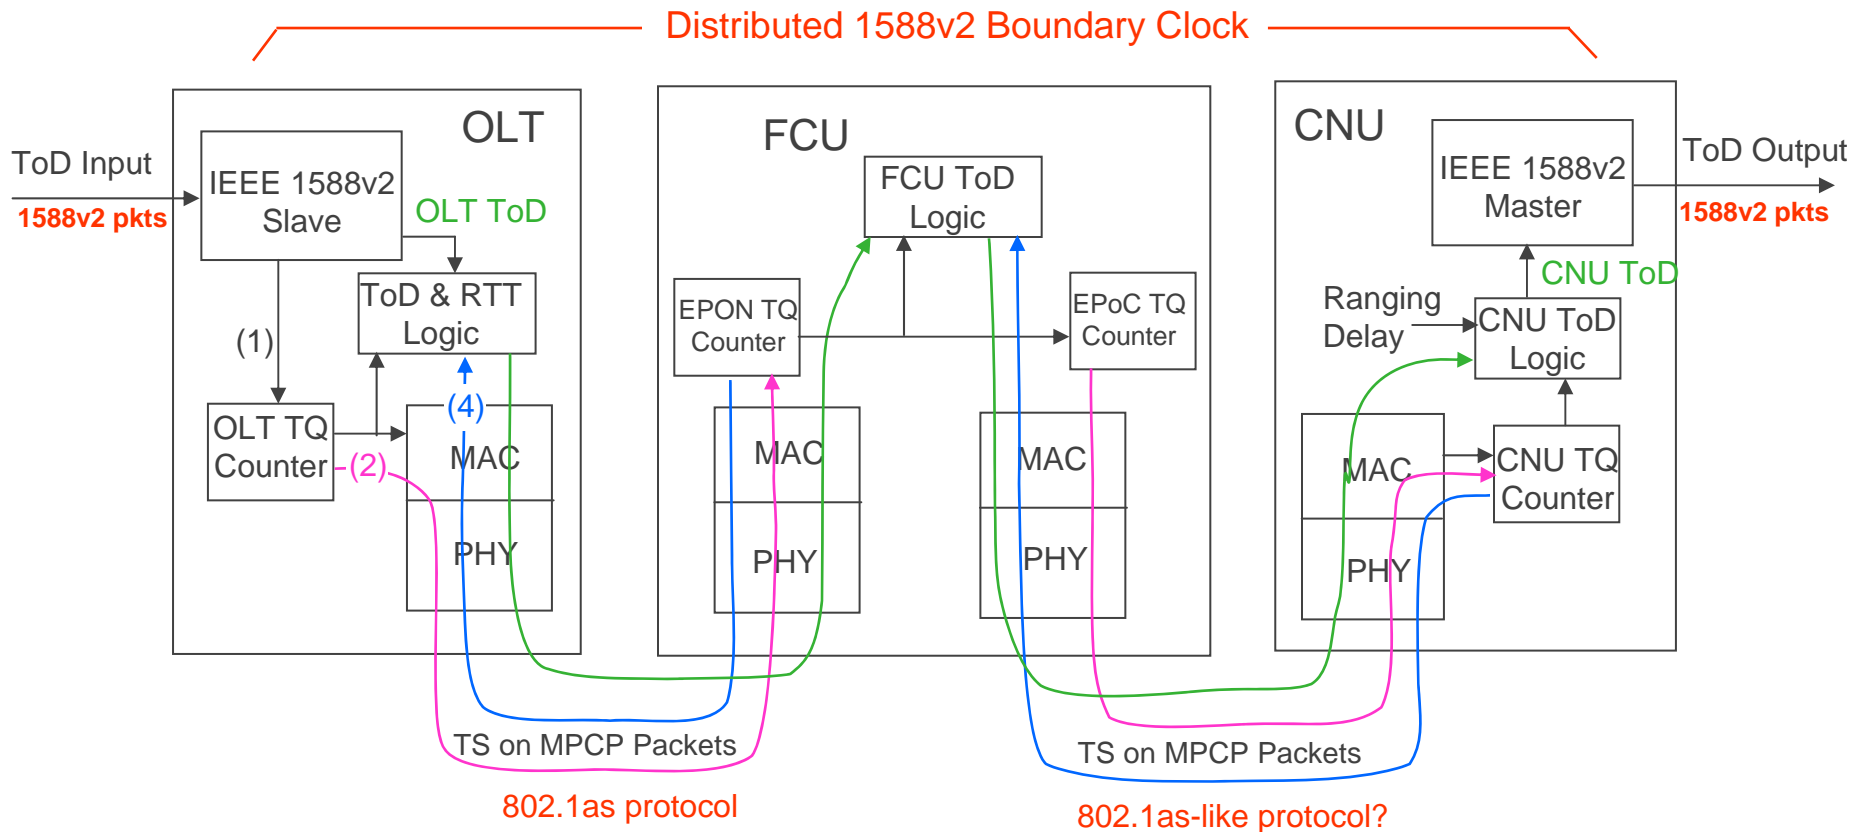 Distributed 1588v2 Boundary Clock
OLT
ToD Input
1588v2 pkts
IEEE 1588v2
Slave
OLT ToD
ToD & RTT
Logic
(1)
(4)
OLT TQ
Counter
(2)
MAC
PHY
FCU
FCU ToD
Logic
EPON TQ
Counter
EPoC TQ
Counter
MAC
PHY
MAC
PHY
CNU
IEEE 1588v2
Master
ToD Output
1588v2 pkts
CNU ToD
Ranging
Delay
CNU ToD
Logic
MAC
PHY
CNU TQ
Counter
TS on MPCP Packets
TS on MPCP Packets
802.1as protocol
802.1as-like protocol?